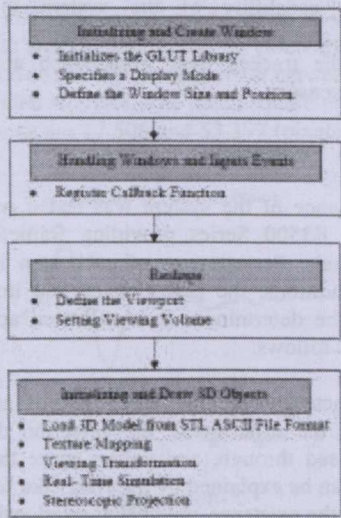 Initializing and Create Window
Initializes the GLUT Library
Specifies a Display Mode
Define the Window Size and Position.
Handling Windows and Inputs Events
Register Callback Function
Reshape
Define the Viewport
Setting Viewing Volume
Initializing and Draw 3D Objects
Load 3D Model from STL ASCII File Format
Texture Mapping
Viewing Transformation
Real- Time Simulation
Stereoscopic Projection